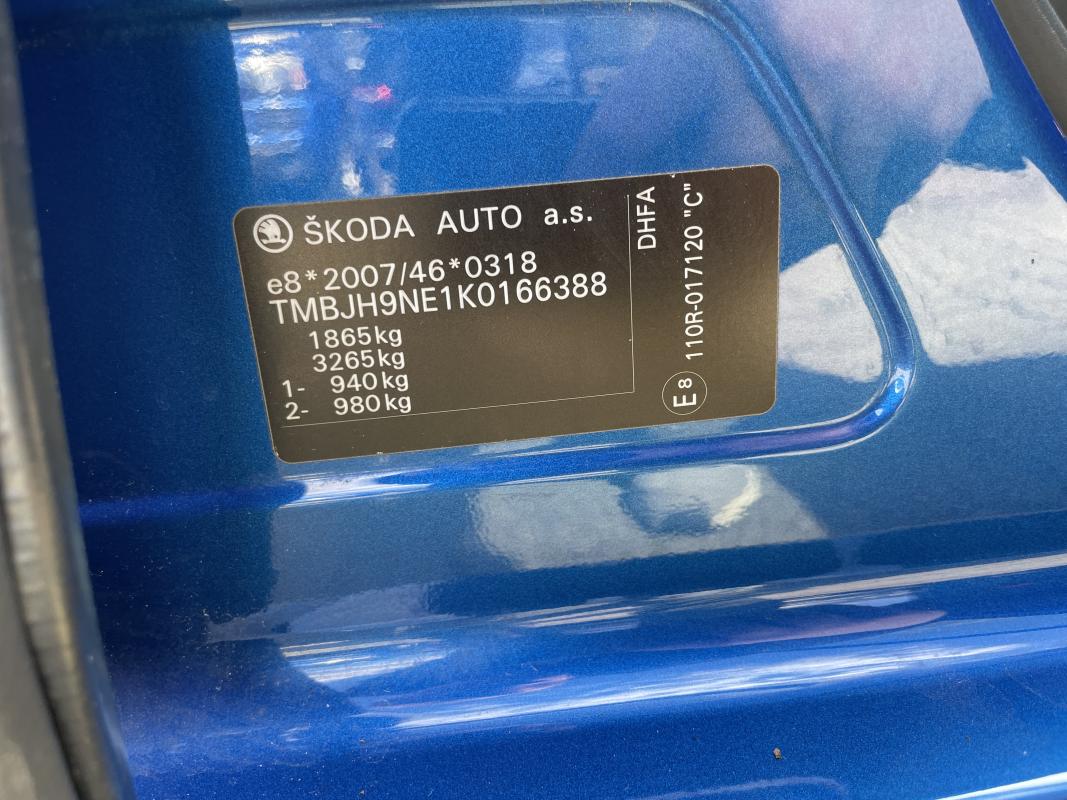 ŠKODA AUTO a.s.
e8*2007/46*0318
TMBJH9NE1K0166388
1865kg
3265kg
1- 940kg
2- 980kg
DHFA
E8 110R-017120 "C"